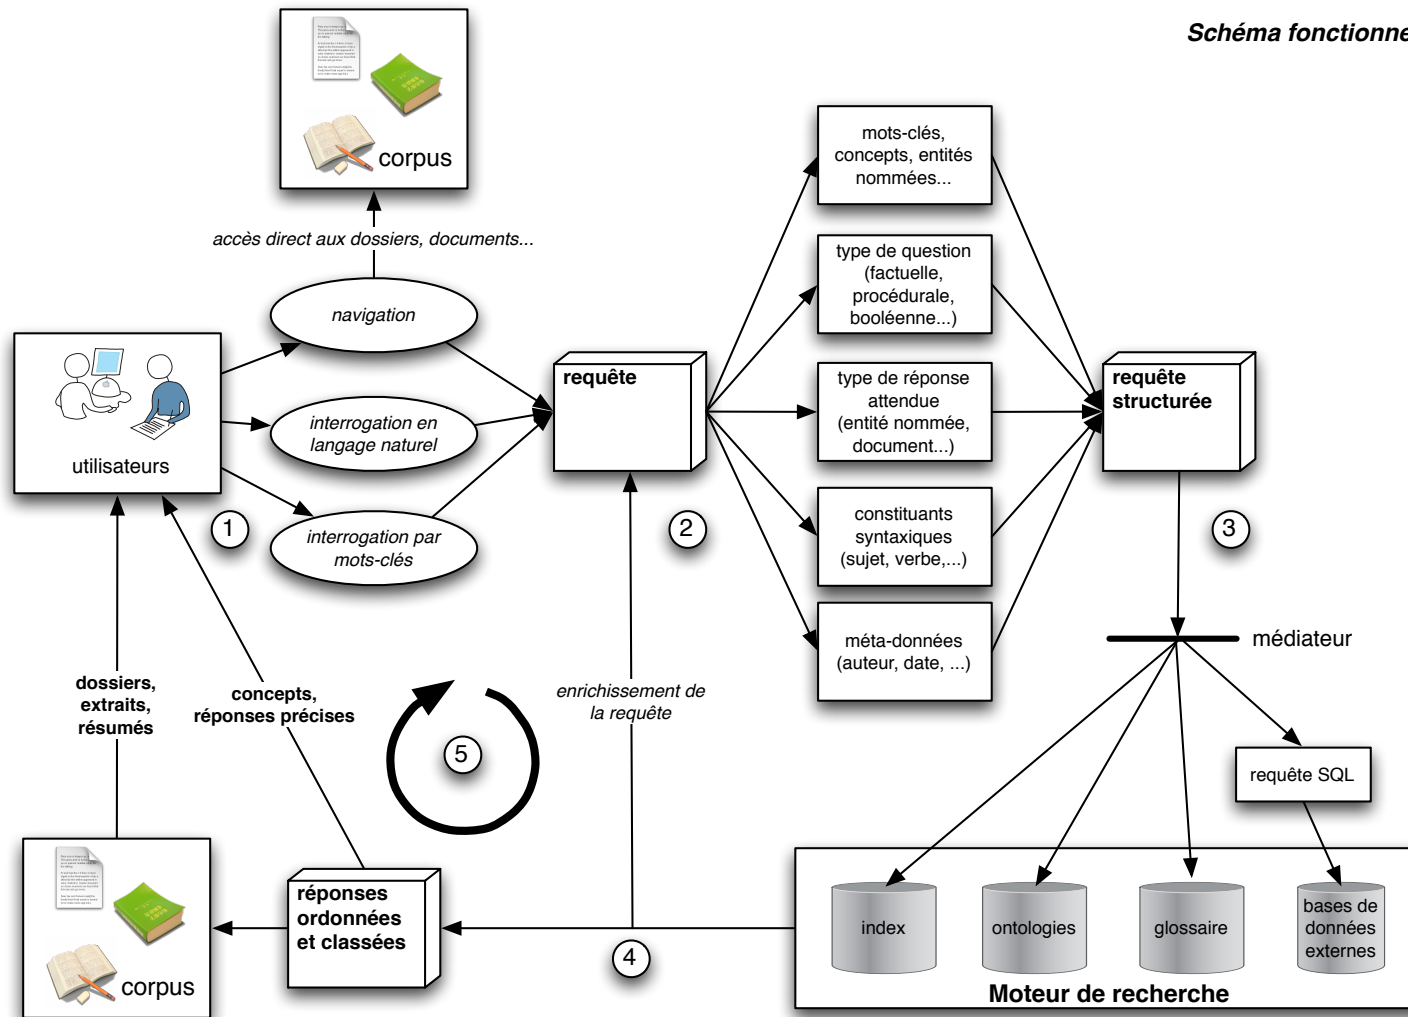 Schéma fonctionne
corpus
accès direct aux dossiers, documents...
navigation
interrogation en
langage naturel
interrogation par
mots-clés
utilisateurs
1
requête
2
mots-clés,
concepts, entités
nommées...
type de question
(factuelle,
procédurale,
booléenne...)
type de réponse
attendue
(entité nommée,
document...)
constituants
syntaxiques
(sujet, verbe,...)
méta-données
(auteur, date, ...)
requête
structurée
3
médiateur
requête SQL
index
ontologies
glossaire
bases de
données
externes
Moteur de recherche
4
enrichissement de
la requête
5
réponses
ordonnées
et classées
concepts,
réponses précises
dossiers,
extraits,
résumés
corpus